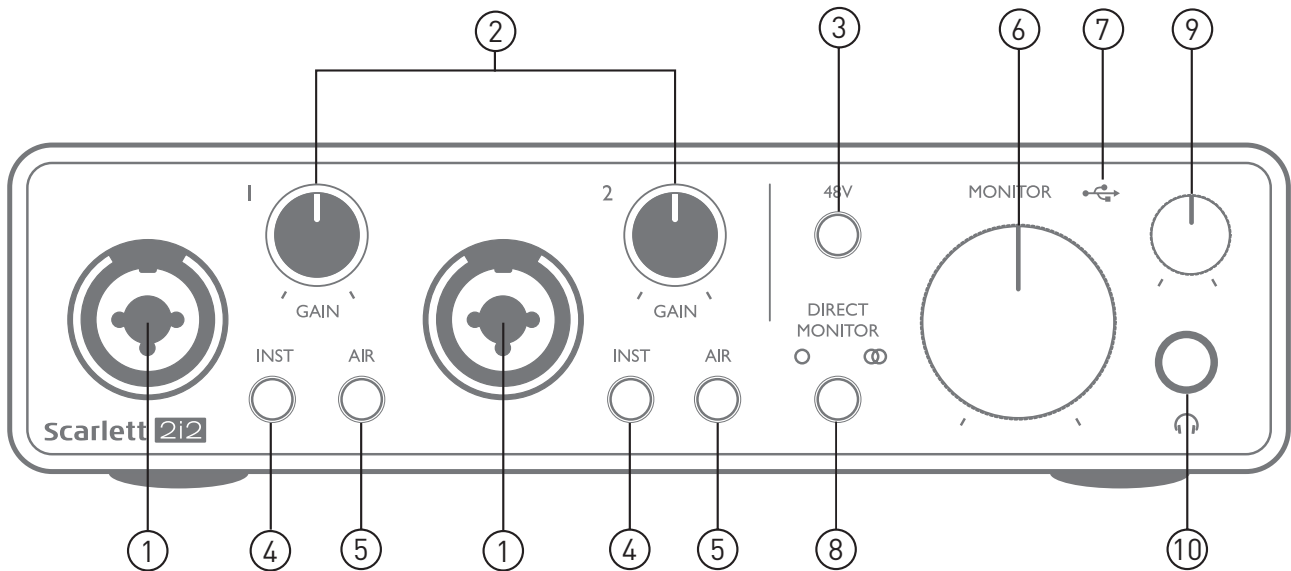 2 3 6 7 9
1 2 48V MONITOR
GAIN GAIN DIRECT
MONITOR
INST AIR INST AIR
Scarlett 2i2
1 4 5 1 4 5 8 10